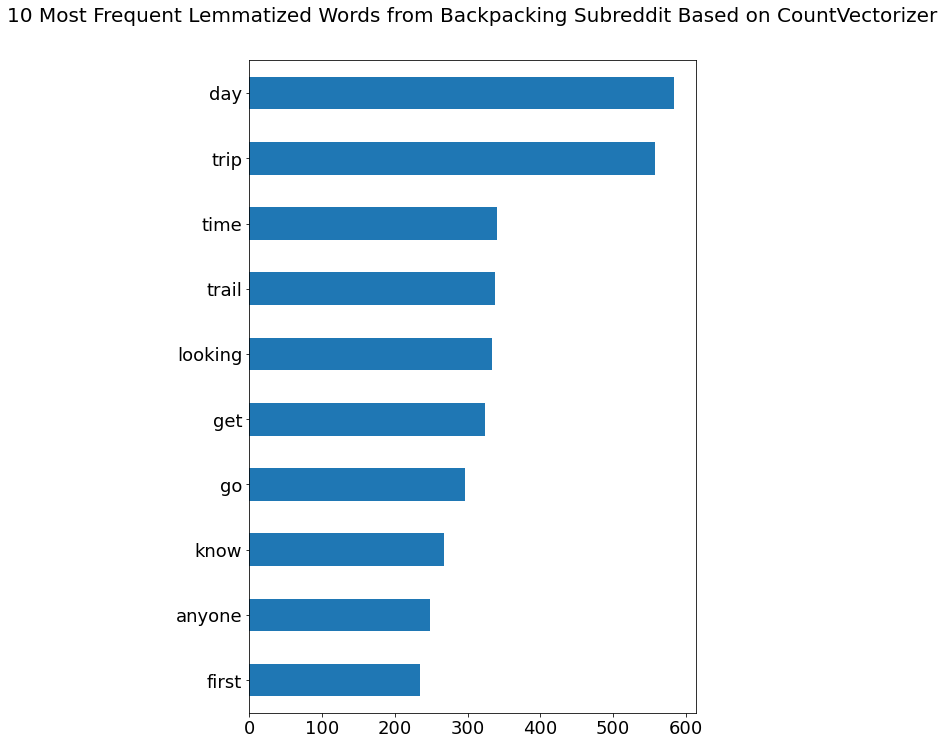 10 Most Frequent Lemmatized Words from Backpacking Subreddit Based on CountVectorizer
day
trip
time
trail
looking
get
go
know
anyone
first
0 100 200 300 400 500 600